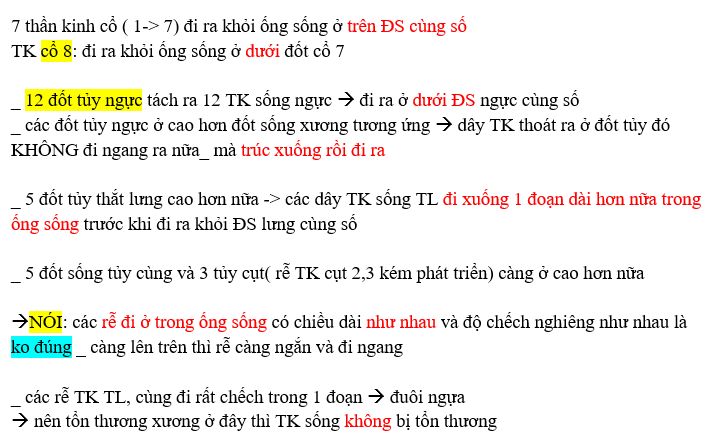 7 thần kinh cổ ( 1-> 7) đi ra khỏi ống sống ở trên ĐS cùng số
TK cổ 8: đi ra khỏi ống sống ở dưới đốt cổ 7
_ 12 đốt tủy ngực tách ra 12 TK sống ngực → đi ra ở dưới ĐS ngực cùng số
_ các đốt tủy ngực ở cao hơn đốt sống xương tương ứng → dây TK thoát ra ở đốt tủy đó
KHÔNG đi ngang ra nữa_ mà trúc xuống rồi đi ra
_ 5 đốt tủy thắt lưng cao hơn nữa -> các dây TK sống TL đi xuống 1 đoạn dài hơn nữa trong
ống sống trước khi đi ra khỏi ĐS lưng cùng số
_ 5 đốt sống tủy cùng và 3 tủy cụt( rễ TK cụt 2,3 kém phát triển) càng ở cao hơn nữa
→NÓI: các rễ đi ở trong ống sống có chiều dài như nhau và độ chếch nghiêng như nhau là
ko đúng _ càng lên trên thì rễ càng ngắn và đi ngang
_ các rễ TK TL, cùng đi rất chếch trong 1 đoạn → đuôi ngựa
→ nên tổn thương xương ở đây thì TK sống không bị tổn thương